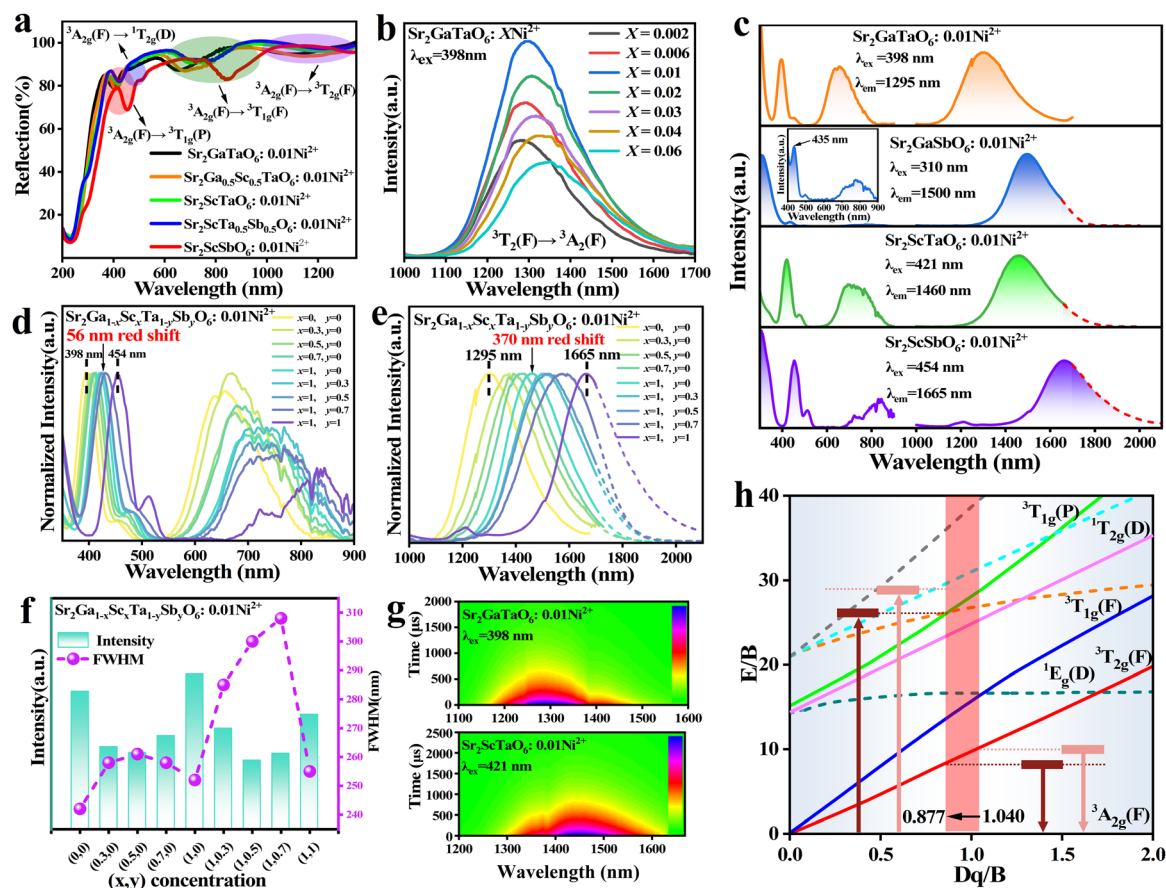 a
³A₂g(F) → ¹T₂g(D)
³A₂g(F)→³T₂g(F)
³A₂g(F)→³T₁g(F)
³A₂g(F)→³T₁g(P)
Sr₂GaTaO₆: 0.01Ni²⁺
Sr₂Ga₀.₅Sc₀.₅TaO₆: 0.01Ni²⁺
Sr₂ScTaO₆: 0.01Ni²⁺
Sr₂ScTa₀.₅Sb₀.₅O₆: 0.01Ni²⁺
Sr₂ScSbO₆: 0.01Ni²⁺
Reflection(%)
100
80
60
40
20
200 400 600 800 1000 1200
Wavelength (nm)
b
Sr₂GaTaO₆: XNi²⁺
λex=398nm
X = 0.002
X = 0.006
X = 0.01
X = 0.02
X = 0.03
X = 0.04
X = 0.06
³T₂(F)→³A₂(F)
Intensity(a.u.)
1000 1100 1200 1300 1400 1500 1600 1700
Wavelength (nm)
c
Sr₂GaTaO₆: 0.01Ni²⁺
λex = 398 nm
λem=1295 nm
Sr₂GaSbO₆: 0.01Ni²⁺
λex = 310 nm
λem=1500 nm
435 nm
Intensity(a.u.)
400 500 600 700 800 900
Wavelength (nm)
Sr₂ScTaO₆: 0.01Ni²⁺
λex = 421 nm
λem=1460 nm
Sr₂ScSbO₆: 0.01Ni²⁺
λex = 454 nm
λem=1665 nm
Intensity(a.u.)
400 600 800 1000 1200 1400 1600 1800 2000
Wavelength (nm)
d
Sr₂Ga₁₋ₓScₓTa₁₋ySbyO₆: 0.01Ni²⁺
56 nm red shift
398 nm 454 nm
x=0, y=0
x=0.3, y=0
x=0.5, y=0
x=0.7, y=0
x=1, y=0
x=1, y=0.3
x=1, y=0.5
x=1, y=0.7
x=1, y=1
Normalized Intensity(a.u.)
400 500 600 700 800 900
Wavelength (nm)
e
Sr₂Ga₁₋ₓScₓTa₁₋ySbyO₆: 0.01Ni²⁺
370 nm red shift
1295 nm
1665 nm
x=0, y=0
x=0.3, y=0
x=0.5, y=0
x=0.7, y=0
x=1, y=0
x=1, y=0.3
x=1, y=0.5
x=1, y=0.7
x=1, y=1
Normalized Intensity(a.u.)
1000 1200 1400 1600 1800 2000
Wavelength (nm)
f
Sr₂Ga₁₋ₓScₓTa₁₋ySbyO₆: 0.01Ni²⁺
Intensity
FWHM
Intensity(a.u.)
310
300
290
280
270
260
250
240
FWHM(nm)
(0,0) (0.3,0) (0.5,0) (0.7,0) (1,0) (1,0.3) (1,0.5) (1,0.7) (1,1)
(x,y) concentration
g
Sr₂GaTaO₆: 0.01Ni²⁺
λex=398 nm
Time (μs)
2000
1500
1000
500
0
1100 1200 1300 1400 1500 1600
Sr₂ScTaO₆: 0.01Ni²⁺
λex=421 nm
Time (μs)
2500
2000
1500
1000
500
0
1200 1300 1400 1500 1600
Wavelength (nm)
h
³T₁g(P)
¹T₂g(D)
³T₁g(F)
³T₂g(F)
¹Eg(D)
³A₂g(F)
0.877
1.040
E/B
40
30
20
10
0
0.0 0.5 1.0 1.5 2.0
Dq/B